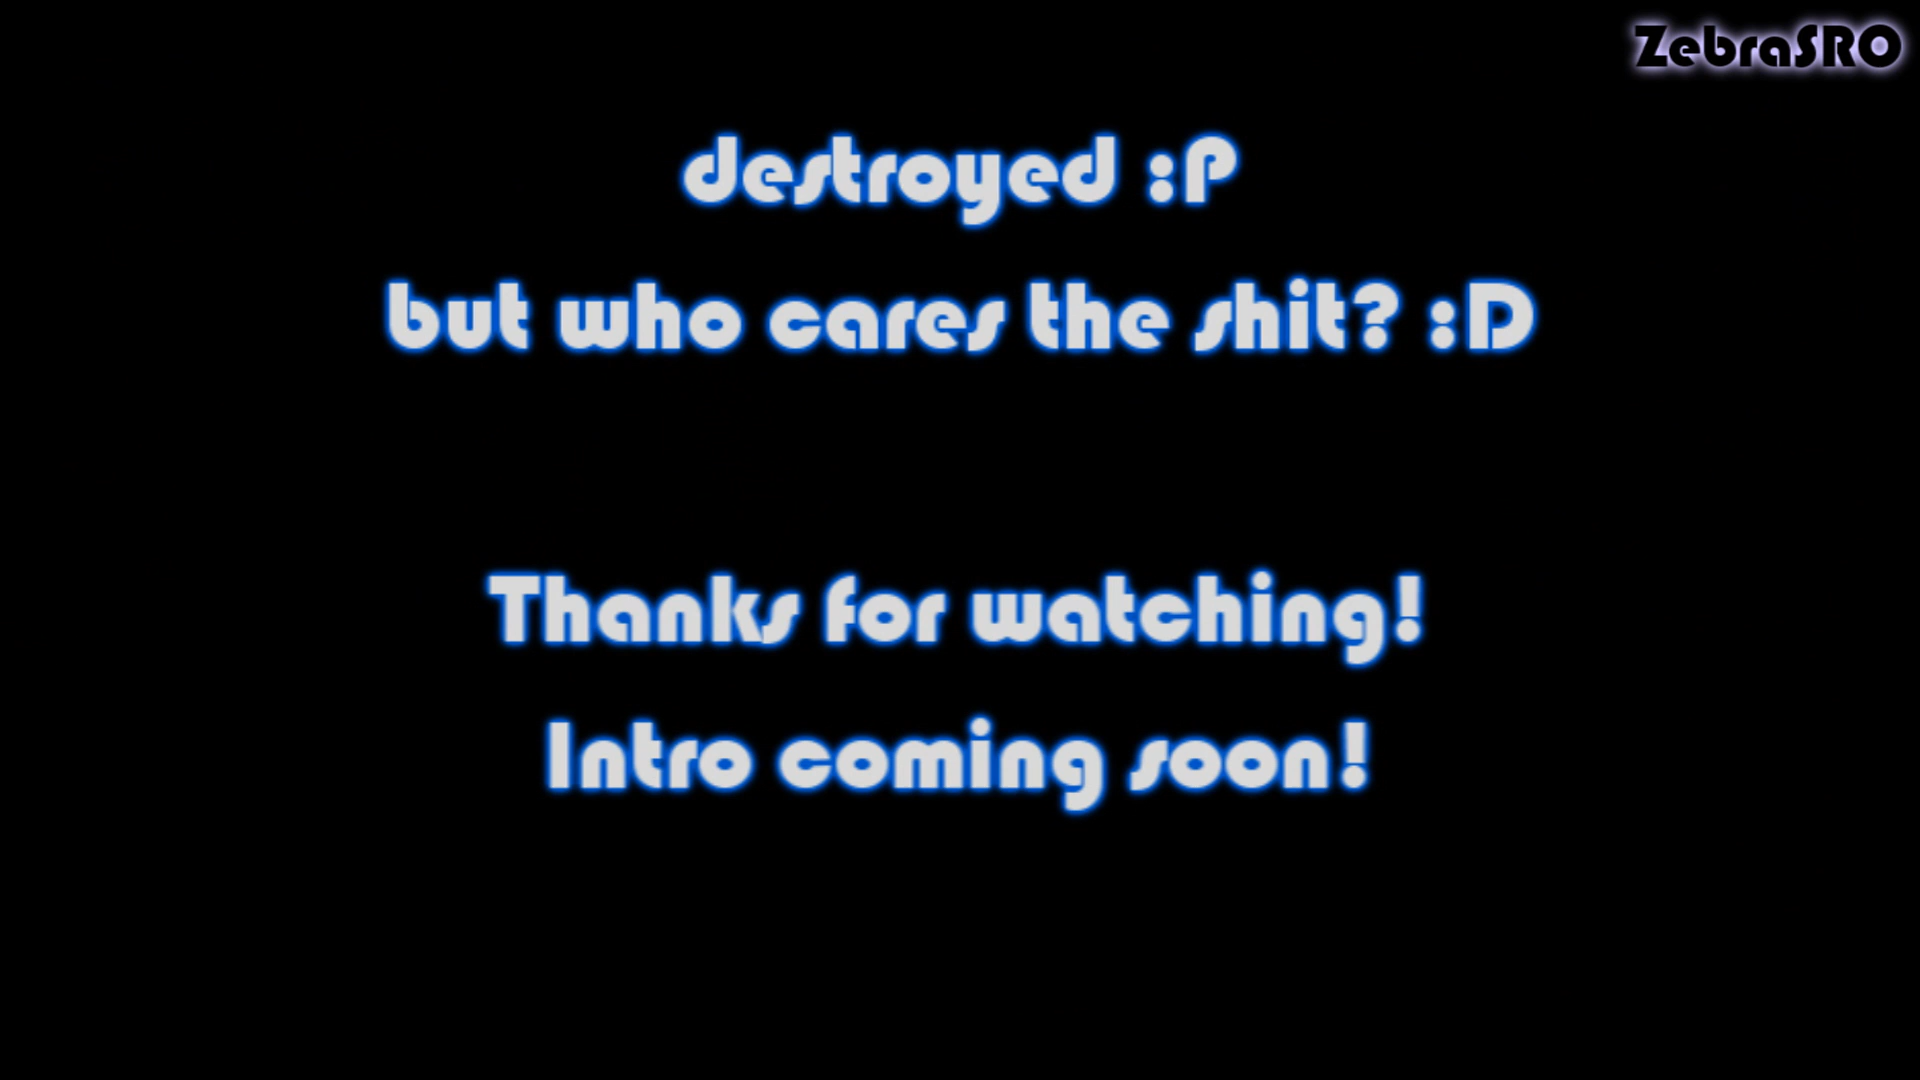 ZebraSRO
destroyed :P
but who cares the shit? :D
Thanks for watching!
Intro coming soon!